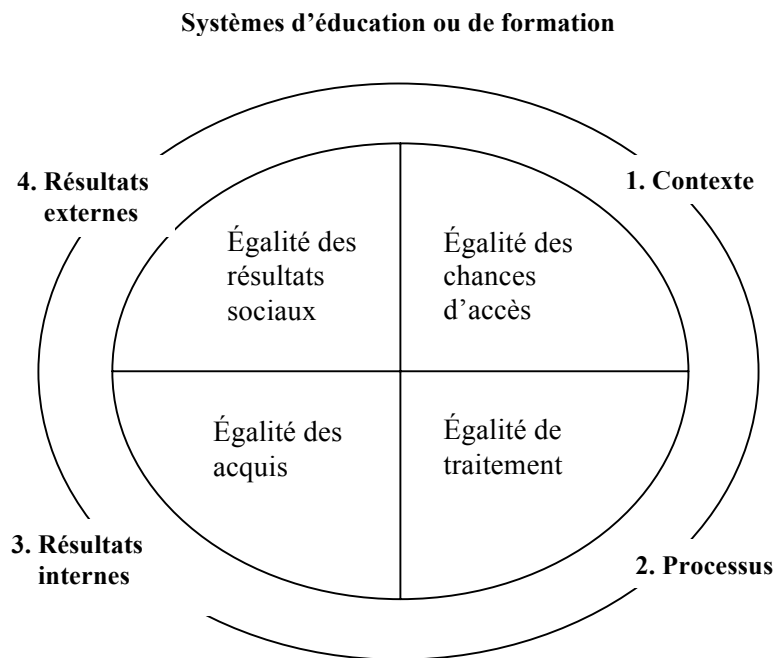 Systèmes d’éducation ou de formation
4. Résultats
externes
1. Contexte
Égalité des
résultats
sociaux
Égalité des
chances
d’accès
Égalité des
acquis
Égalité de
traitement
3. Résultats
internes
2. Processus